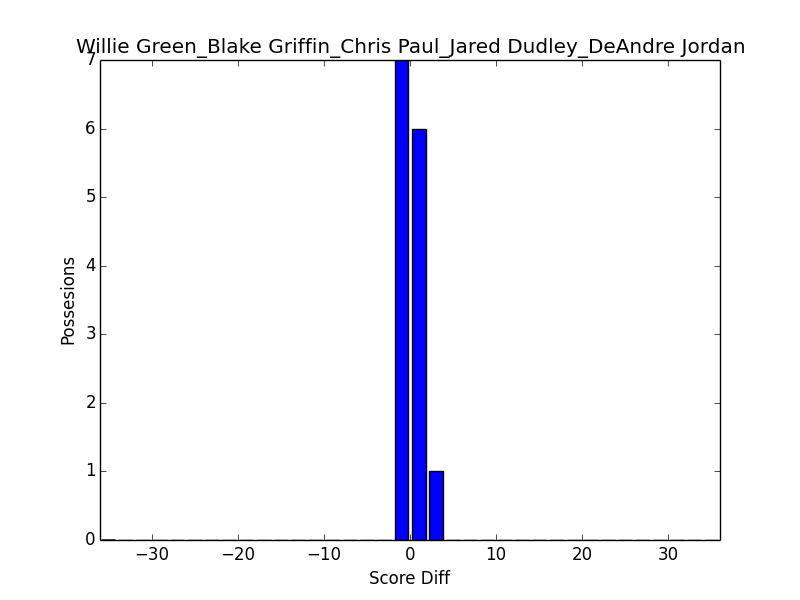 Willie Green_Blake Griffin_Chris Paul_Jared Dudley_DeAndre Jordan
7
6
5
4
3
2
1
0
Possesions
−30 −20 −10 0 10 20 30
Score Diff